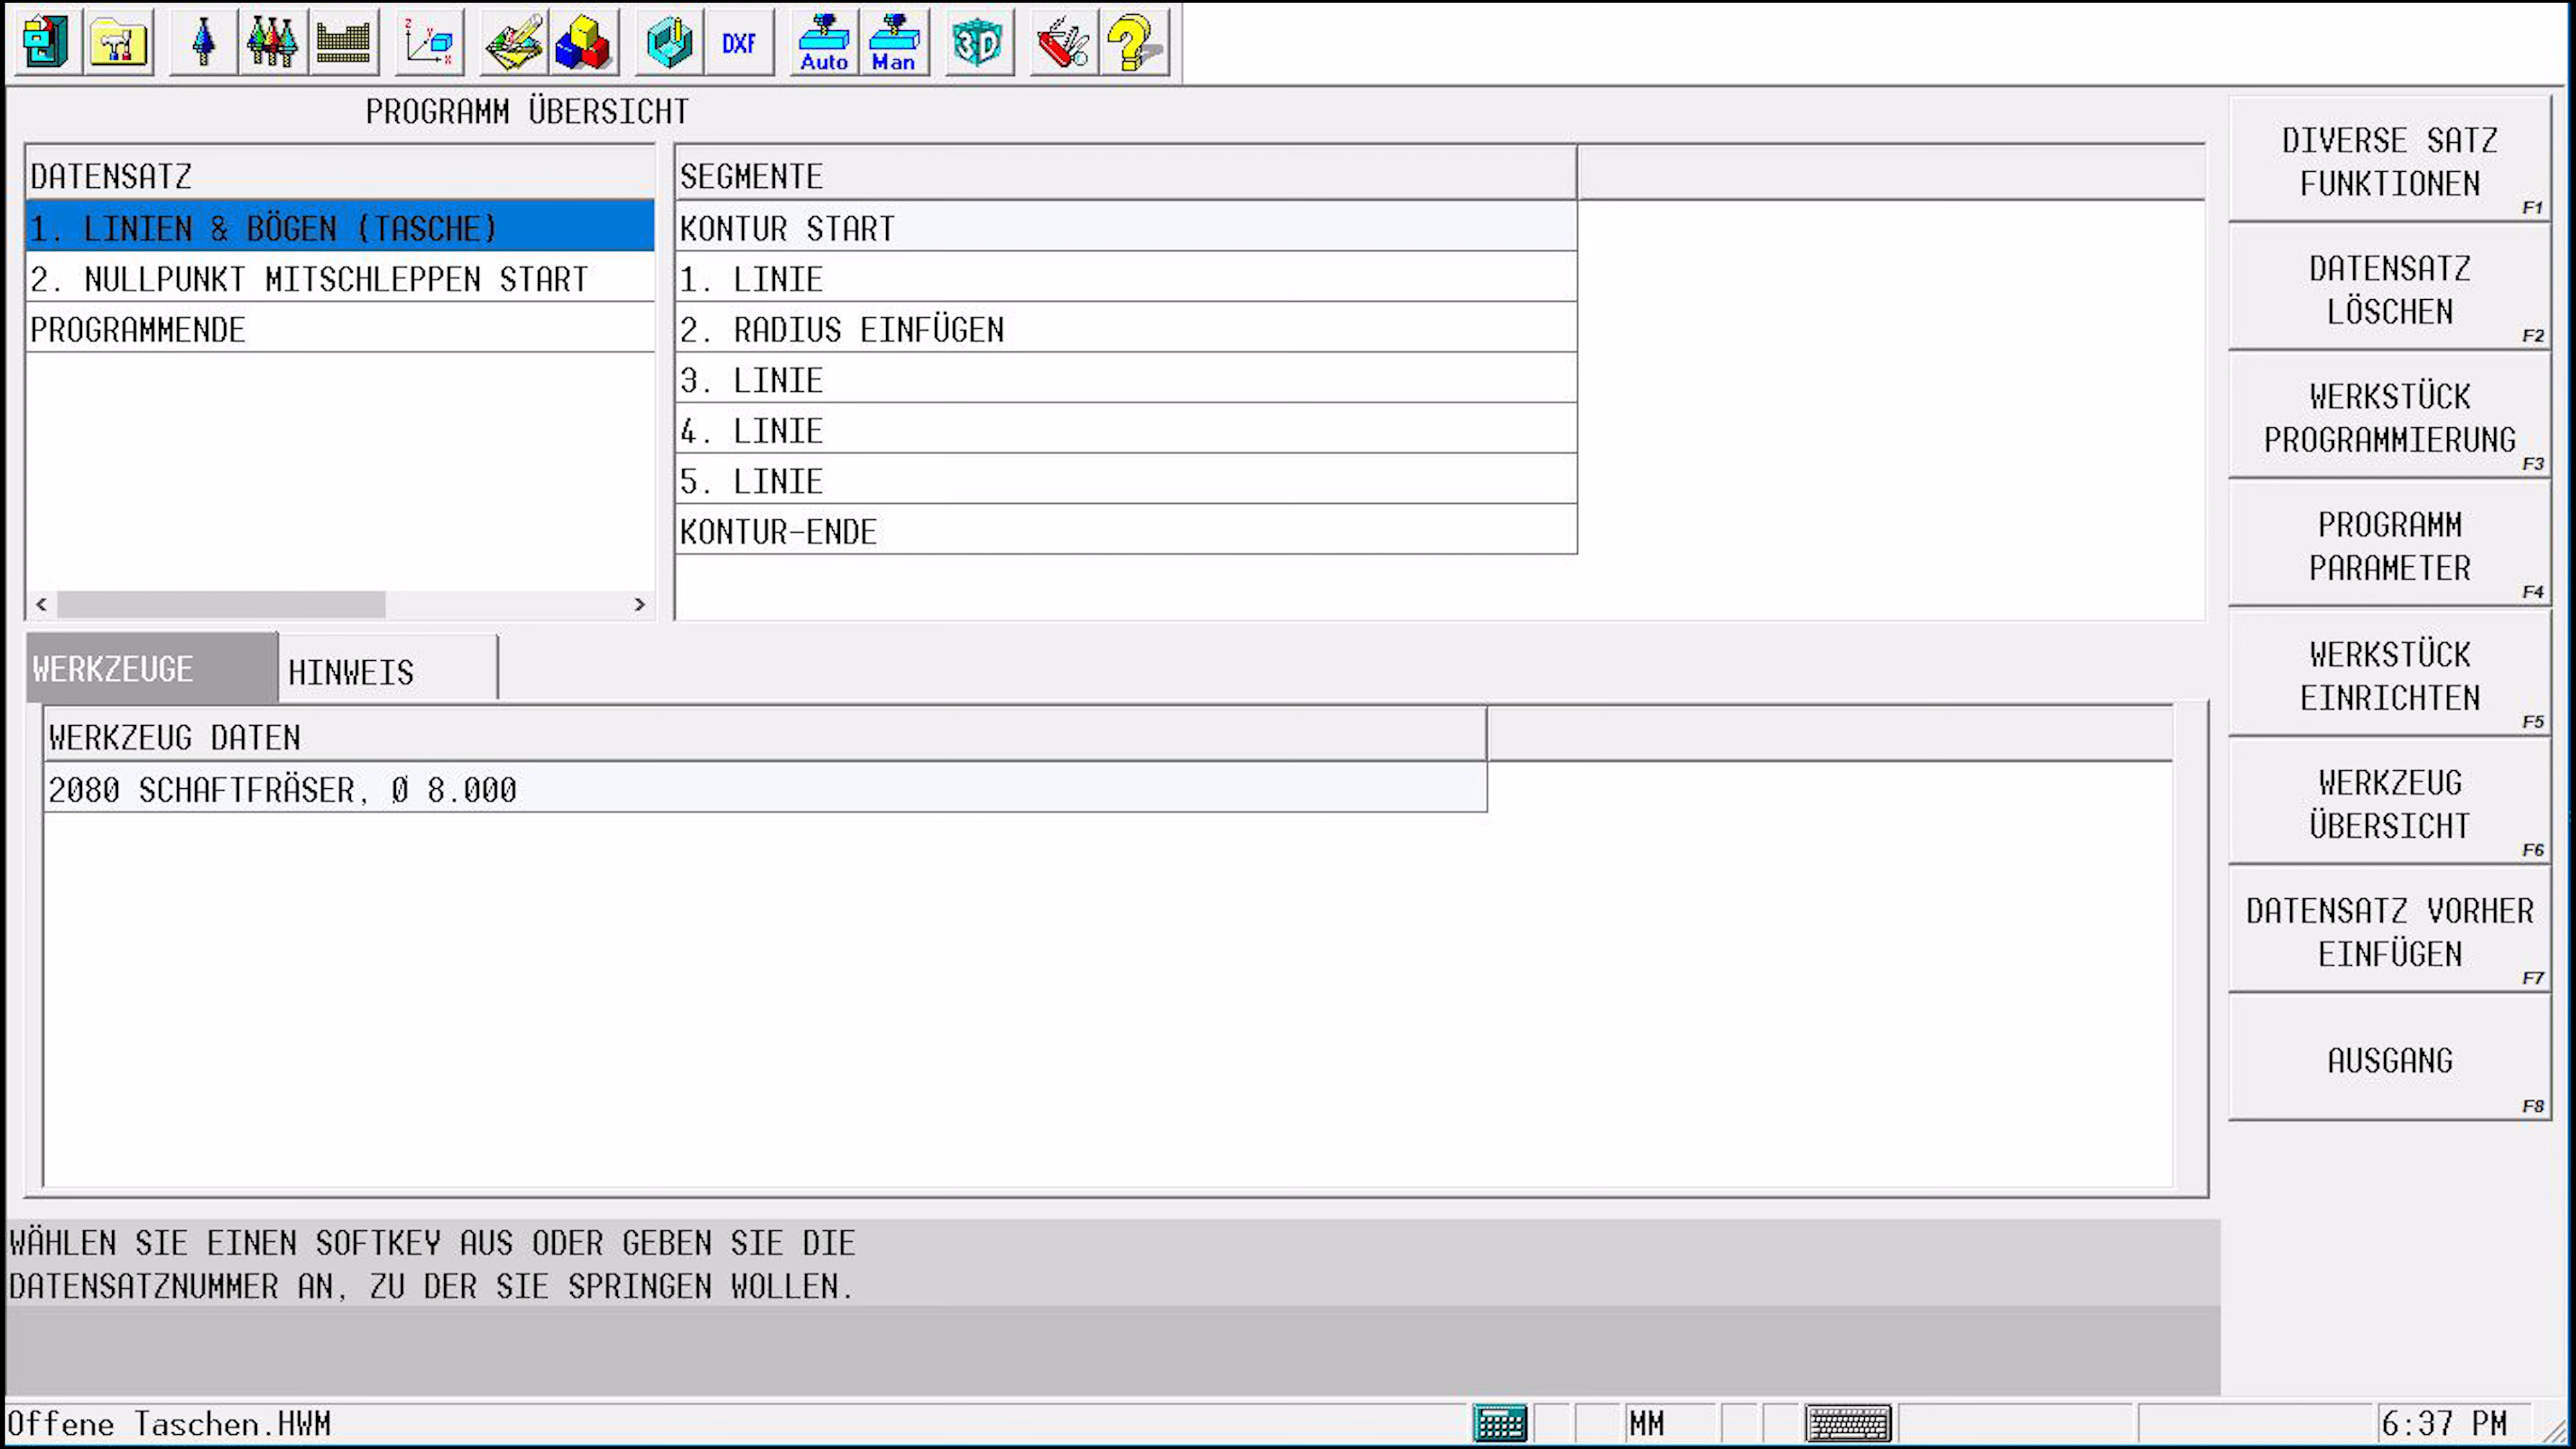 DXF
Auto
Man
3D
Z
Y
X
PROGRAMM ÜBERSICHT
DATENSATZ
1. LINIEN & BÖGEN (TASCHE)
2. NULLPUNKT MITSCHLEPPEN START
PROGRAMMENDE
SEGMENTE
KONTUR START
1. LINIE
2. RADIUS EINFÜGEN
3. LINIE
4. LINIE
5. LINIE
KONTUR-ENDE
WERKZEUGE
HINWEIS
WERKZEUG DATEN
2080 SCHAFTFRÄSER, Ø 8.000
DIVERSE SATZ
FUNKTIONEN
F1
DATENSATZ
LÖSCHEN
F2
WERKSTÜCK
PROGRAMMIERUNG
F3
PROGRAMM
PARAMETER
F4
WERKSTÜCK
EINRICHTEN
F5
WERKZEUG
ÜBERSICHT
F6
DATENSATZ VORHER
EINFÜGEN
F7
AUSGANG
F8
WÄHLEN SIE EINEN SOFTKEY AUS ODER GEBEN SIE DIE
DATENSATZNUMMER AN, ZU DER SIE SPRINGEN WOLLEN.
Offene Taschen.HWM
MM
6:37 PM